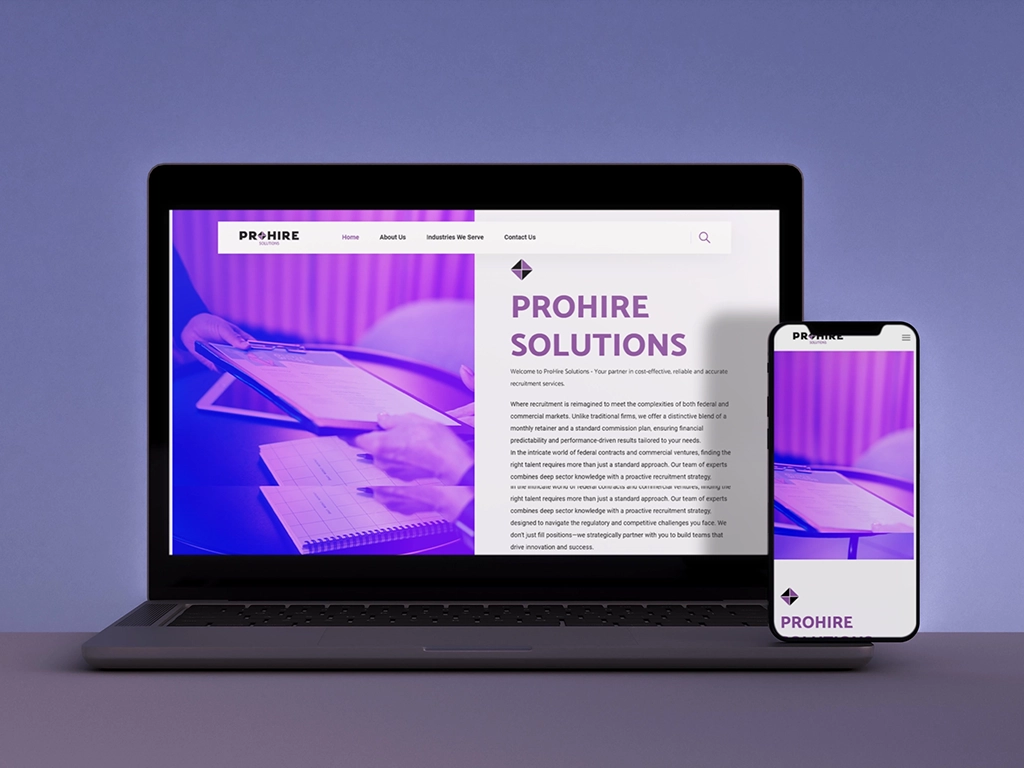 PROHIRE
SOLUTIONS
Home About Us Industries We Serve Contact Us
PROHIRE
SOLUTIONS
Welcome to ProHire Solutions - Your partner in cost-effective, reliable and accurate
recruitment services.
Where recruitment is reimagined to meet the complexities of both federal and
commercial markets. Unlike traditional firms, we offer a distinctive blend of a
monthly retainer and a standard commission plan, ensuring financial
predictability and performance-driven results tailored to your needs.
In the intricate world of federal contracts and commercial ventures, finding the
right talent requires more than just a standard approach. Our team of experts
combines deep sector knowledge with a proactive recruitment strategy,
in the intricate world of federal contracts and commercial ventures, finding the
right talent requires more than just a standard approach. Our team of experts
combines deep sector knowledge with a proactive recruitment strategy,
designed to navigate the regulatory and competitive challenges you face. We
don't just fill positions—we strategically partner with you to build teams that
drive innovation and success.
PROHIRE
SOLUTIONS
PROHIRE
SOLUTIONS